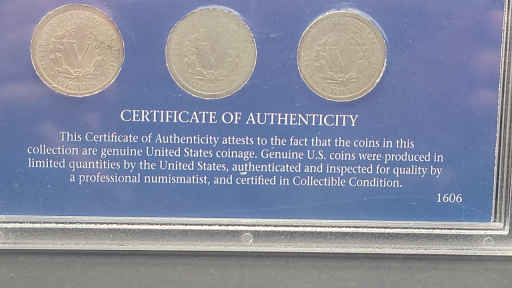 V V V
CERTIFICATE OF AUTHENTICITY
This Certificate of Authenticity attests to the fact that the coins in this
collection are genuine United States coinage. Genuine U.S. coins were produced in
limited quantities by the United States, authenticated and inspected for quality by
a professional numismatist, and certified in Collectible Condition.
1606